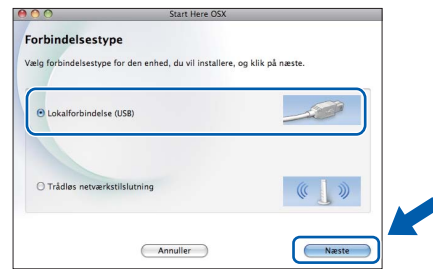 Start Here OSX
Forbindelsestype
Vælg forbindelsestype for den enhed, du vil installere, og klik på næste.
Lokalforbindelse (USB)
Trådløs netværkstilslutning
Annuller
Næste